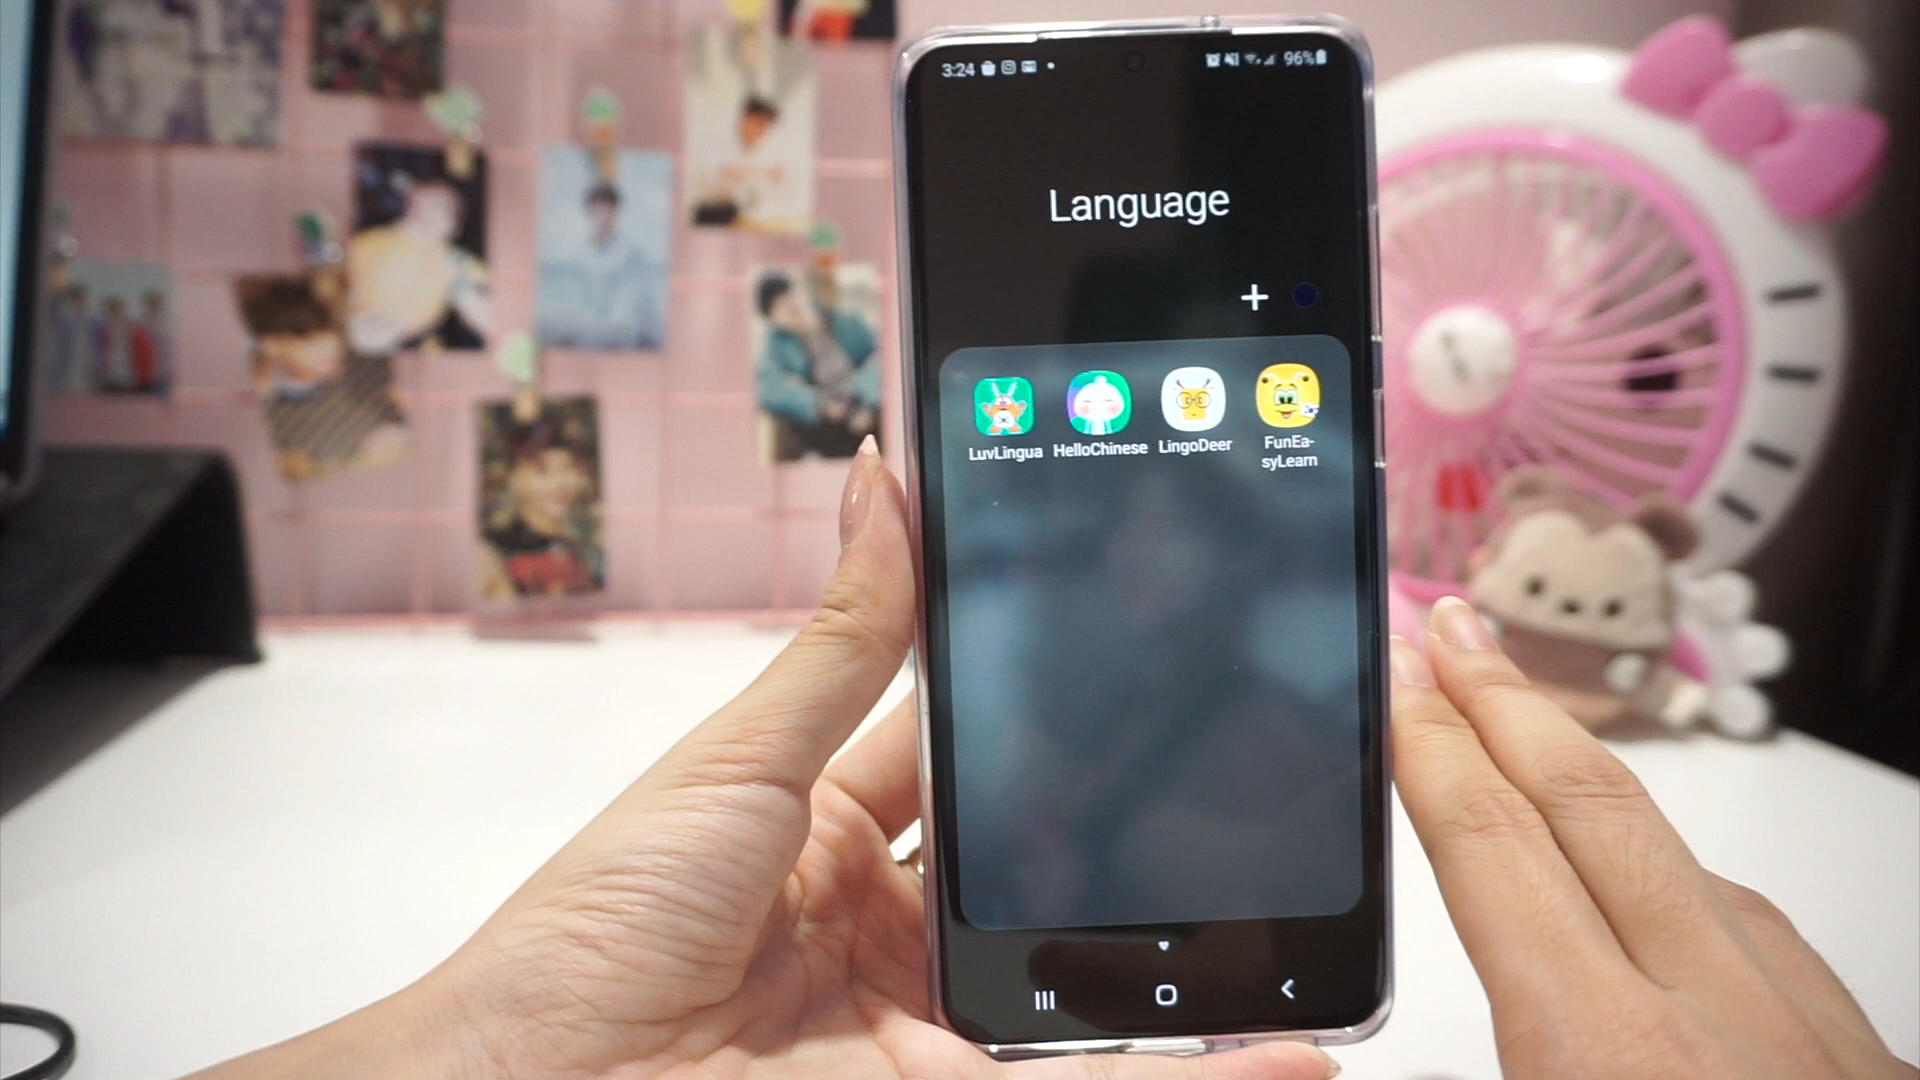 3:24
96%
Language
+
LuvLingua
HelloChinese
LingoDeer
FunEa-
syLearn